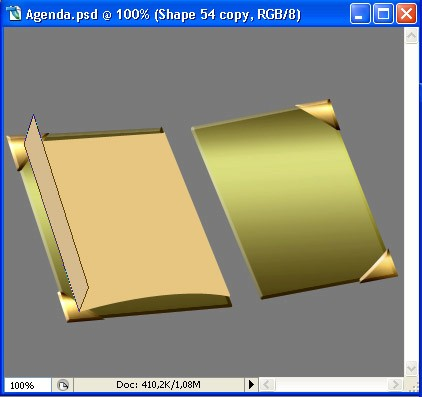 Agenda.psd @ 100% (Shape 54 copy, RGB/8)
100%
Doc: 410,2K/1,08M